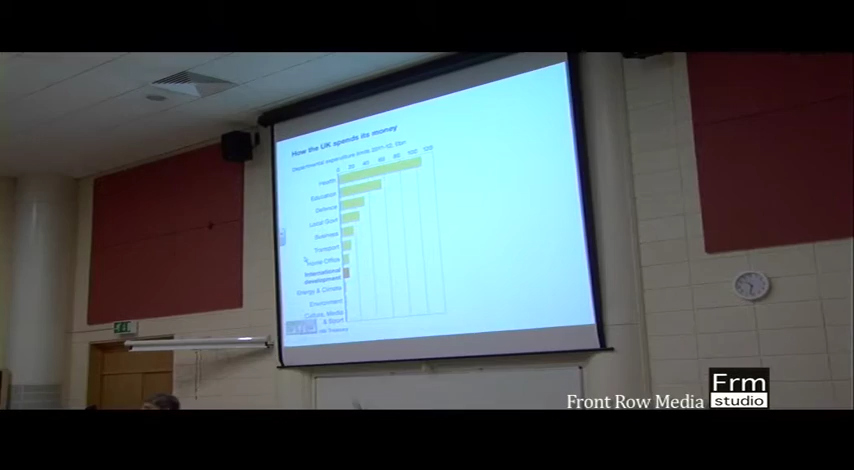 How the UK spends its money
Departmental expenditure limits 2011-12, £bn
0 20 40 60 80 100 120
Health
Education
Defence
Local Govt
Business
Transport
Home Office
International
development
Energy & Climate
Environment
Culture, Media
& Sport
Treasury
Front Row Media
Frm
studio